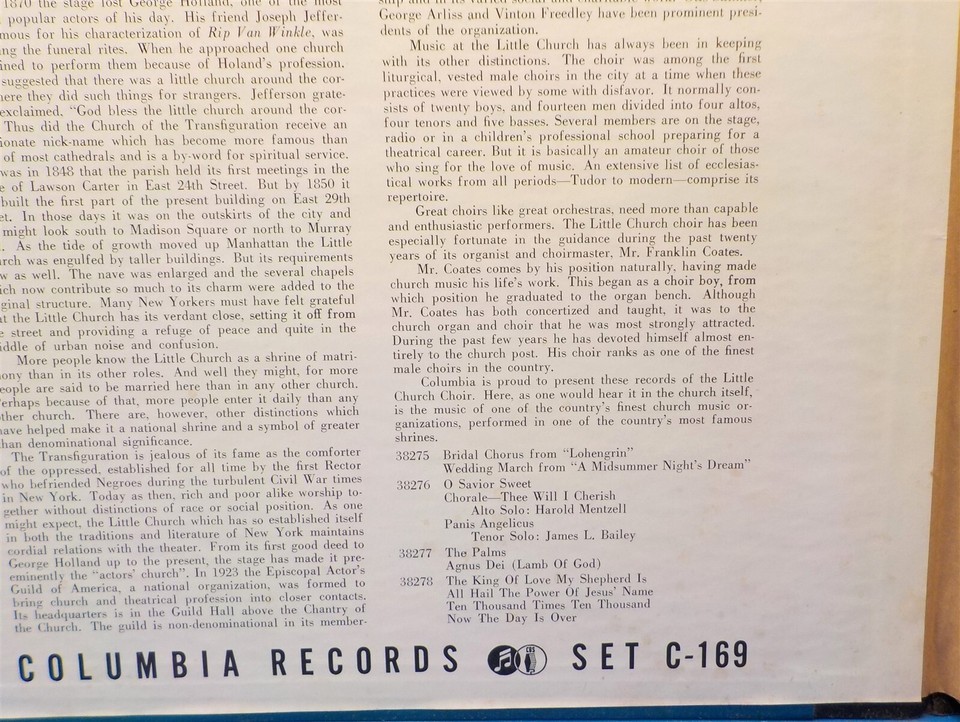 1870 the stage lost George Holland, one of the most
popular actors of his day. His friend Joseph Jeffer-
mous for his characterization of Rip Van Winkle, was
ng the funeral rites. When he approached one church
ined to perform them because of Holand's profession.
suggested that there was a little church around the cor-
ere they did such things for strangers. Jefferson grate-
exclaimed, "God bless the little church around the cor-
Thus did the Church of the Transfiguration receive an
ionate nick-name which has become more famous than
of most cathedrals and is a by-word for spiritual service.
was in 1848 that the parish held its first meetings in the
e of Lawson Carter in East 24th Street. But by 1850 it
built the first part of the present building on East 29th
et. In those days it was on the outskirts of the city and
might look south to Madison Square or north to Murray
. As the tide of growth moved up Manhattan the Little
rch was engulfed by taller buildings. But its requirements
w as well. The nave was enlarged and the several chapels
ich now contribute so much to its charm were added to the
ginal structure. Many New Yorkers must have felt grateful
at the Little Church has its verdant close, setting it off from
e street and providing a refuge of peace and quite in the
iddle of urban noise and confusion.
More people know the Little Church as a shrine of matri-
ony than in its other roles. And well they might, for more
eople are said to be married here than in any other church.
erhaps because of that, more people enter it daily than any
ther church. There are, however, other distinctions which
have helped make it a national shrine and a symbol of greater
han denominational significance.
The Transfiguration is jealous of its fame as the comforter
of the oppressed, established for all time by the first Rector
who befriended Negroes during the turbulent Civil War times
in New York. Today as then, rich and poor alike worship to-
gether without distinctions of race or social position. As one
might expect, the Little Church which has so established itself
in both the traditions and literature of New York maintains
cordial relations with the theater. From its first good deed to
George Holland up to the present, the stage has made it pre-
eminently the "actors' church". In 1923 the Episcopal Actor's
Guild of America, a national organization, was formed to
bring church and theatrical profession into closer contacts.
Its headquarters is in the Guild Hall above the Chantry of
the Church. The guild is non-denominational in its member-
George Arliss and Vinton Freedley have been prominent presi-
dents of the organization.
Music at the Little Church has always been in keeping
with its other distinctions. The choir was among the first
liturgical, vested male choirs in the city at a time when these
practices were viewed by some with disfavor. It normally con-
sists of twenty boys, and fourteen men divided into four altos,
four tenors and five basses. Several members are on the stage,
radio or in a children's professional school preparing for a
theatrical career. But it is basically an amateur choir of those
who sing for the love of music. An extensive list of ecclesias-
tical works from all periods—Tudor to modern—comprise its
repertoire.
Great choirs like great orchestras, need more than capable
and enthusiastic performers. The Little Church choir has been
especially fortunate in the guidance during the past twenty
years of its organist and choirmaster, Mr. Franklin Coates.
Mr. Coates comes by his position naturally, having made
church music his life's work. This began as a choir boy, from
which position he graduated to the organ bench. Although
Mr. Coates has both concertized and taught, it was to the
church organ and choir that he was most strongly attracted.
During the past few years he has devoted himself almost en-
tirely to the church post. His choir ranks as one of the finest
male choirs in the country.
Columbia is proud to present these records of the Little
Church Choir. Here, as one would hear it in the church itself,
is the music of one of the country's finest church music or-
ganizations, performed in one of the country's most famous
shrines.
38275 Bridal Chorus from "Lohengrin"
Wedding March from "A Midsummer Night's Dream"
38276 O Savior Sweet
Chorale—Thee Will I Cherish
Alto Solo: Harold Mentzell
Panis Angelicus
Tenor Solo: James L. Bailey
38277 The Palms
Agnus Dei (Lamb Of God)
38278 The King Of Love My Shepherd Is
All Hail The Power Of Jesus' Name
Ten Thousand Times Ten Thousand
Now The Day Is Over
COLUMBIA RECORDS CBS SET C-169